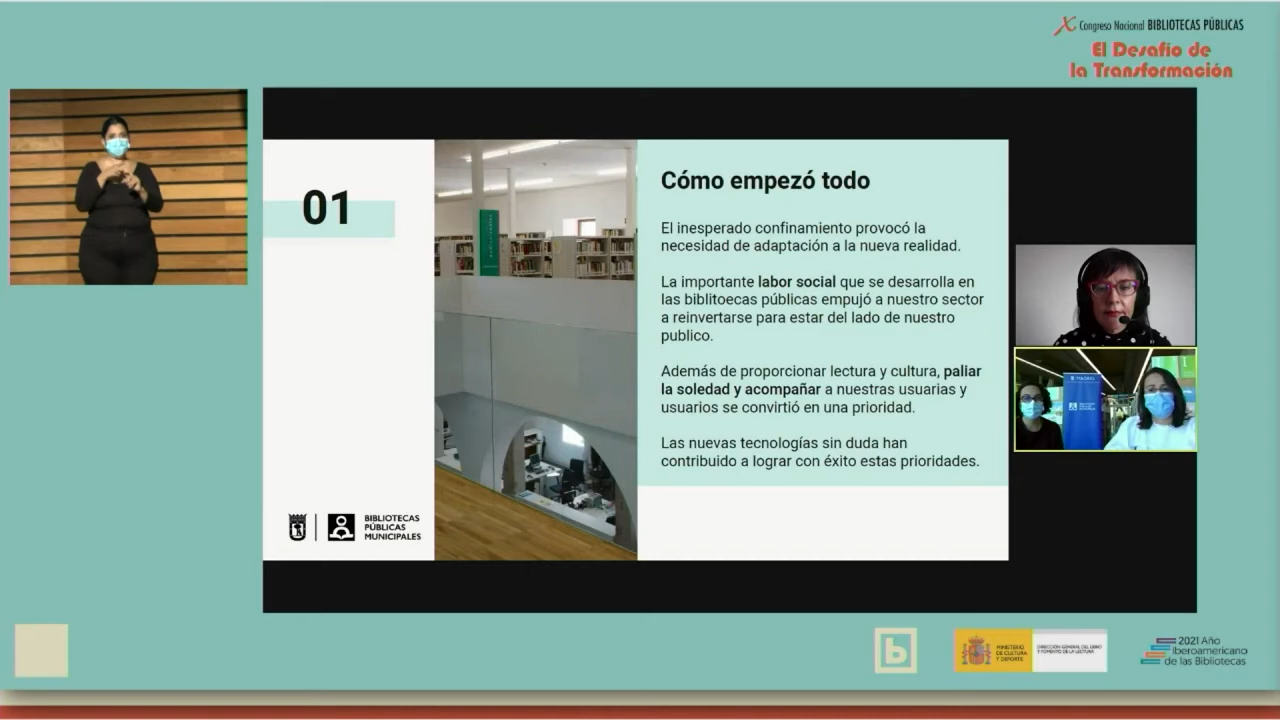 X Congreso Nacional BIBLIOTECAS PÚBLICAS
El Desafío de
la Transformación
01
Cómo empezó todo
El inesperado confinamiento provocó la
necesidad de adaptación a la nueva realidad.
La importante labor social que se desarrolla en
las biblitoecas públicas empujó a nuestro sector
a reinvertarse para estar del lado de nuestro
publico.
Además de proporcionar lectura y cultura, paliar
la soledad y acompañar a nuestras usuarias y
usuarios se convirtió en una prioridad.
Las nuevas tecnologías sin duda han
contribuido a lograr con éxito estas prioridades.
BIBLIOTECAS
PÚBLICAS
MUNICIPALES
b
MINISTERIO
DE CULTURA
Y DEPORTE
DIRECCIÓN GENERAL DEL LIBRO
Y FOMENTO DE LA LECTURA
2021 Año
Iberoamericano
de las Bibliotecas